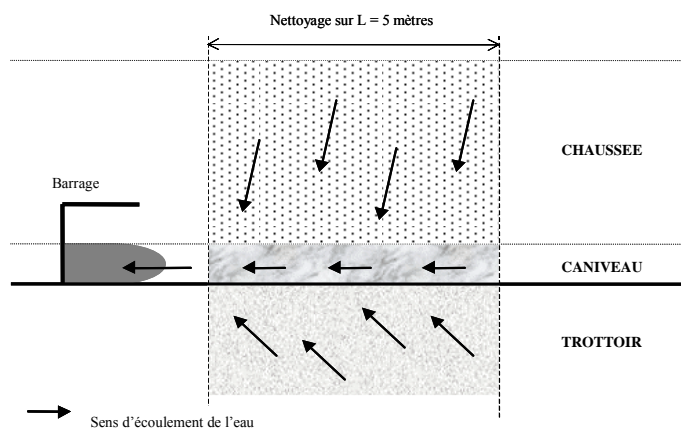 Nettoyage sur L = 5 mètres
CHAUSSEE
Barrage
CANIVEAU
TROTTOIR
Sens d'écoulement de l'eau